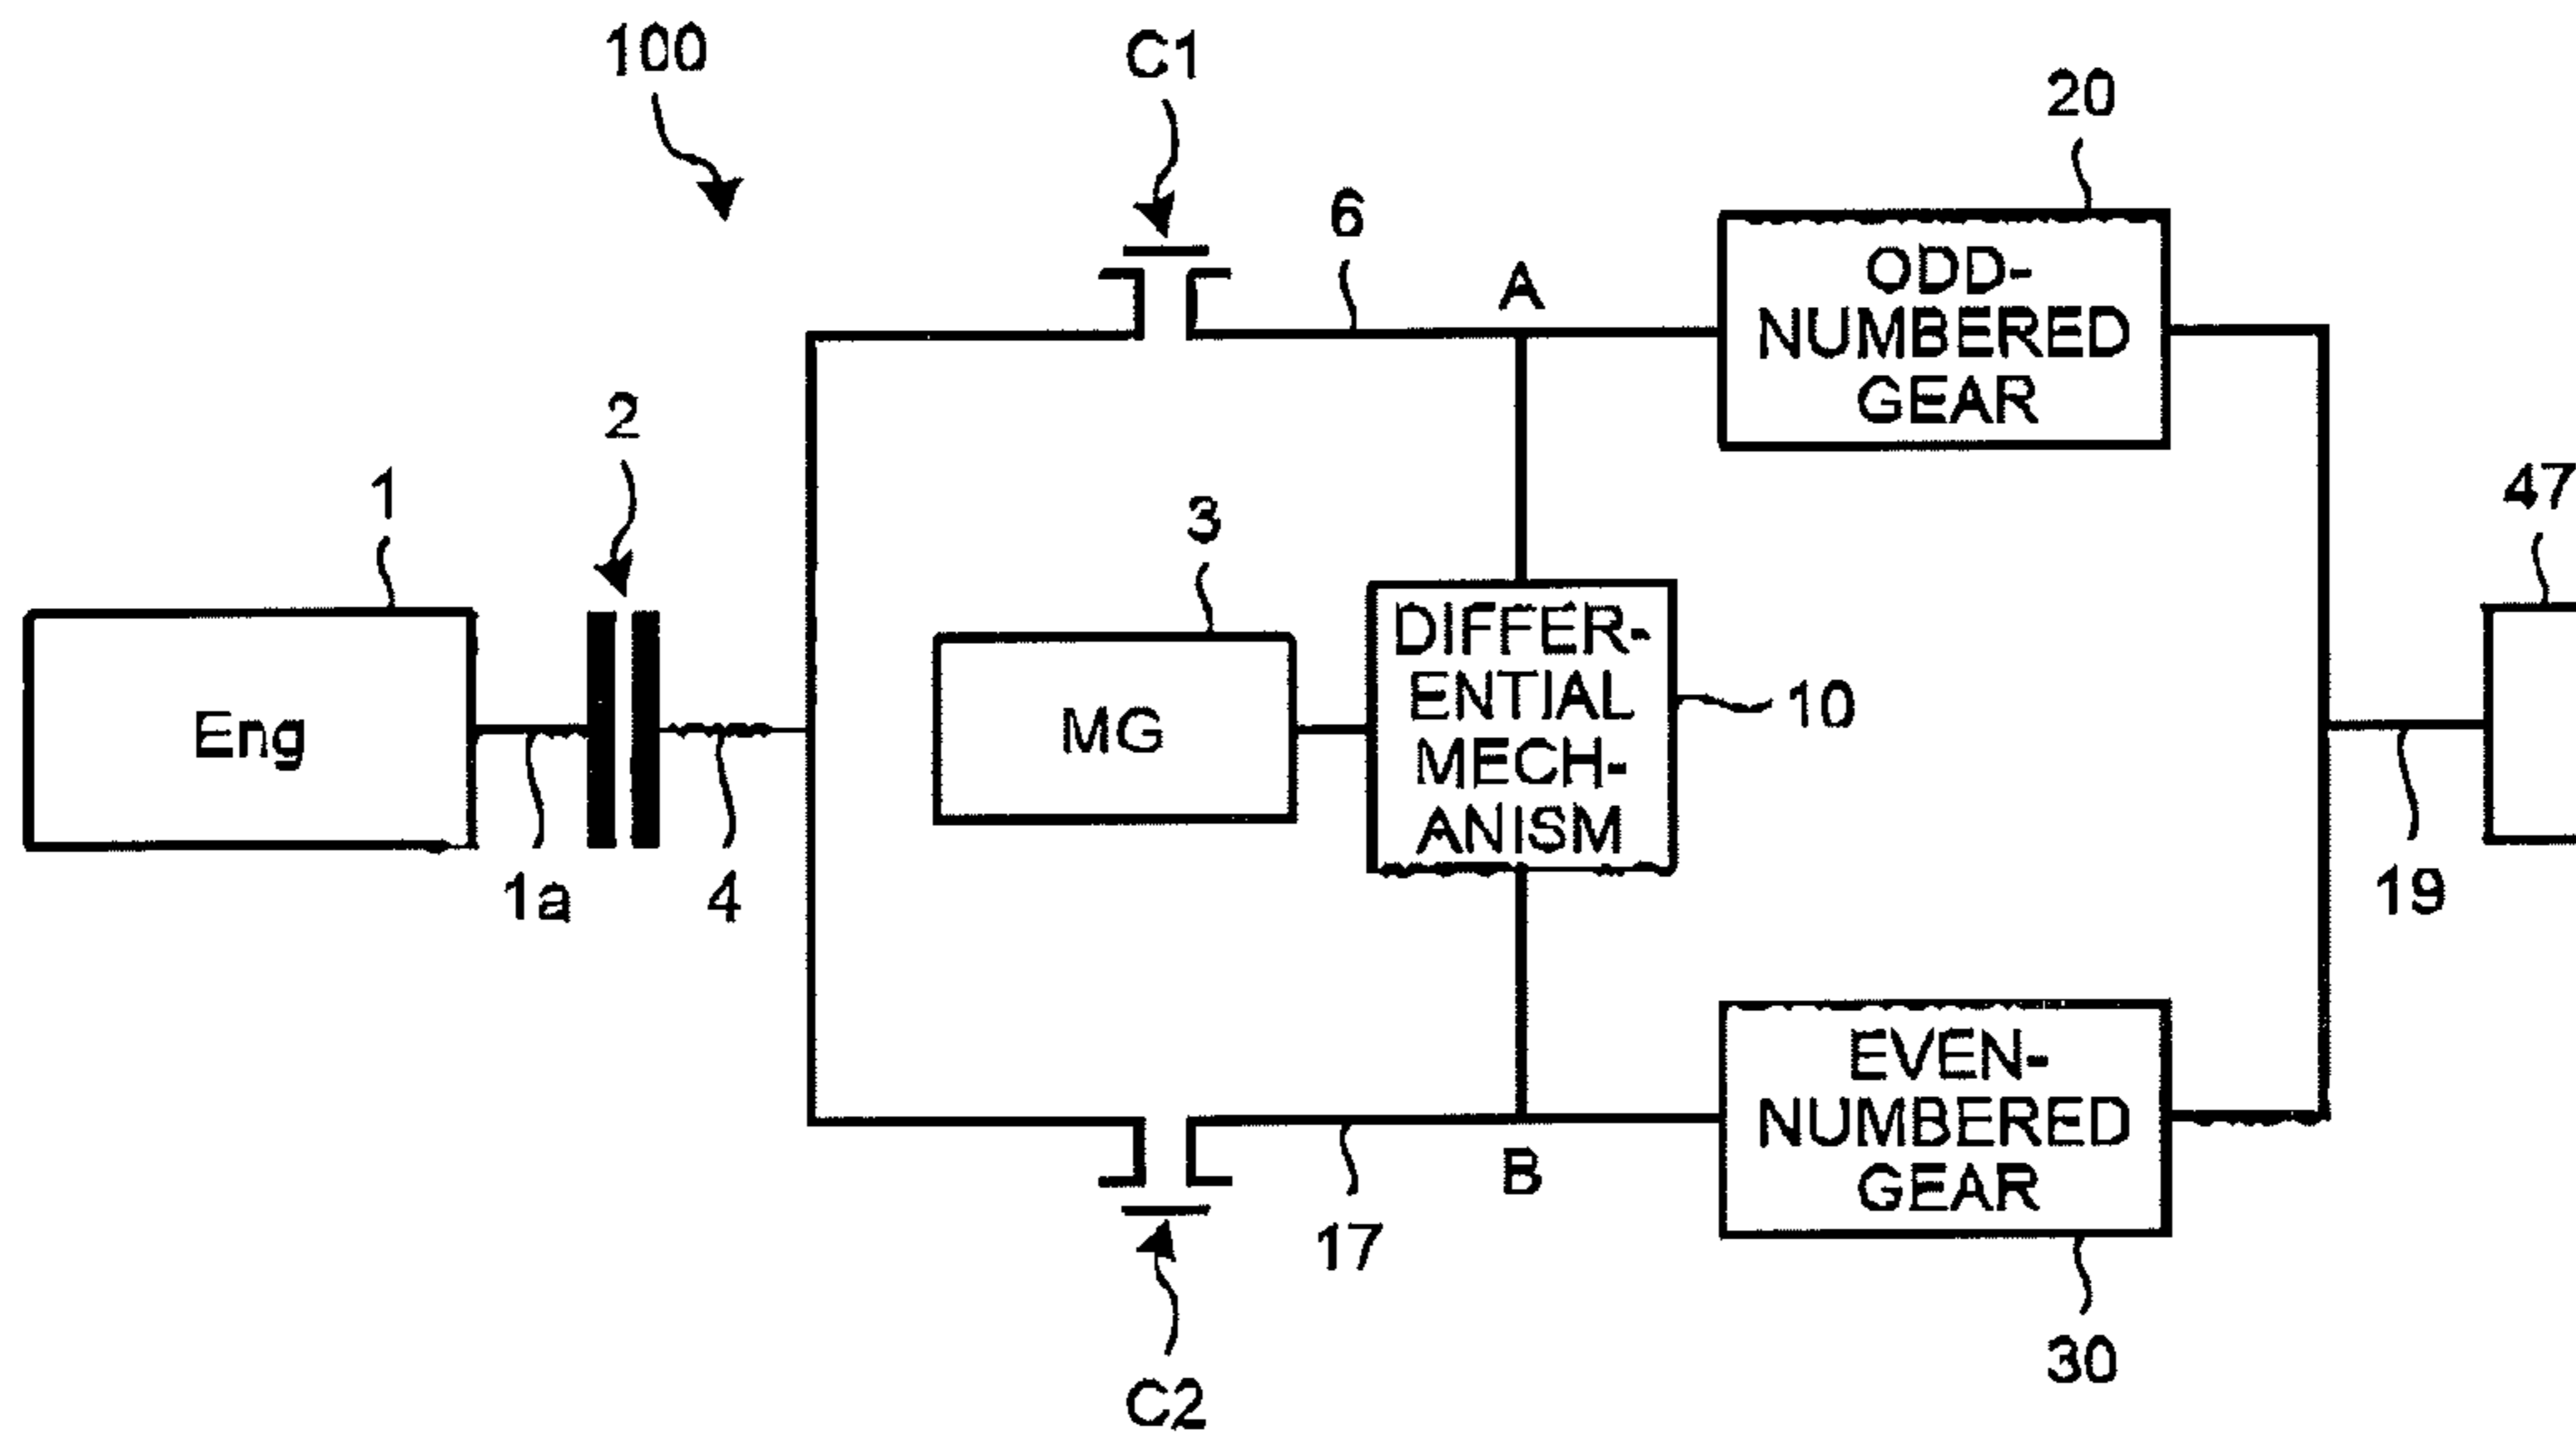 100
C1
20
6
A
ODD-
NUMBERED
GEAR
2
47
1
3
Eng
MG
DIFFER-
ENTIAL
MECH-
ANISM
10
1a
4
19
EVEN-
NUMBERED
GEAR
B
17
30
C2